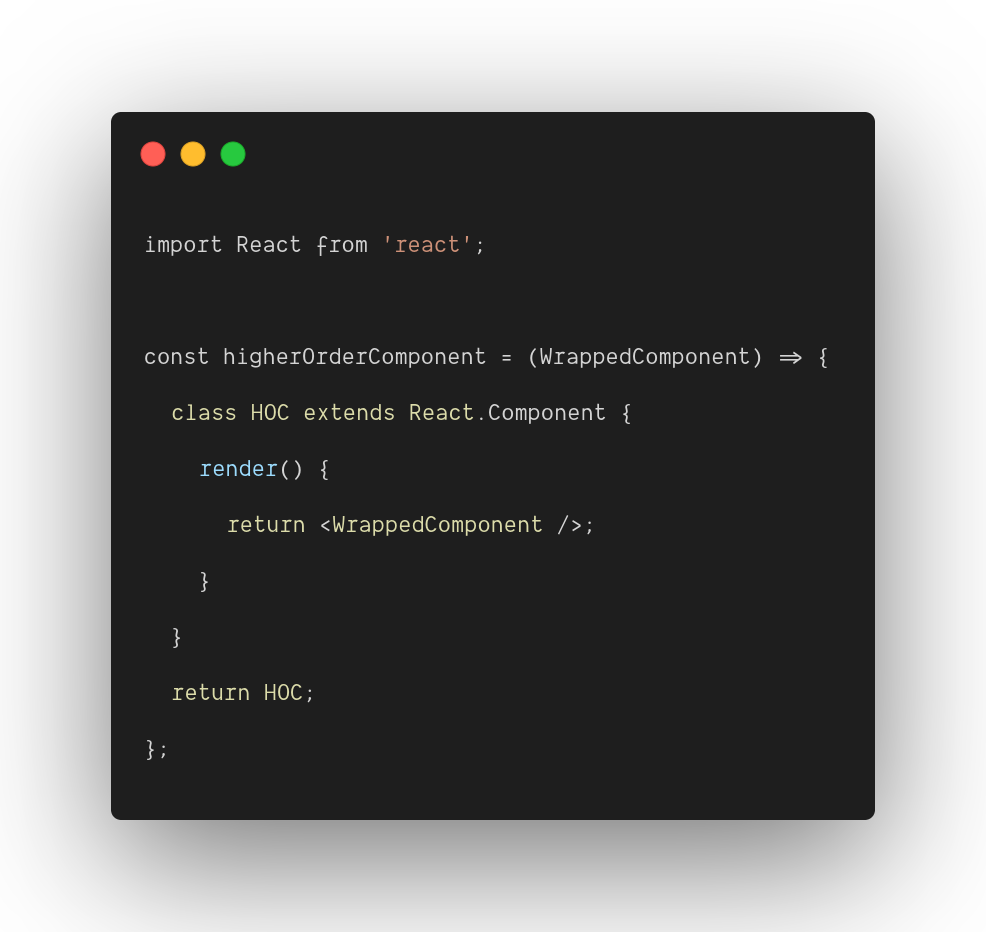 import React from 'react';
const higherOrderComponent = (WrappedComponent) => {
class HOC extends React.Component {
render() {
return <WrappedComponent />;
}
}
return HOC;
};